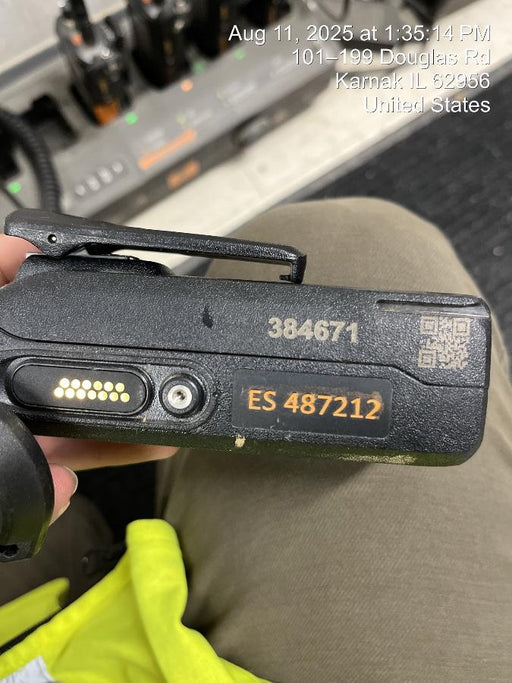 Aug 11, 2025 at 1:35:14 PM
101–199 Douglas Rd
Karnak IL 62956
United States
384671
ES 487212